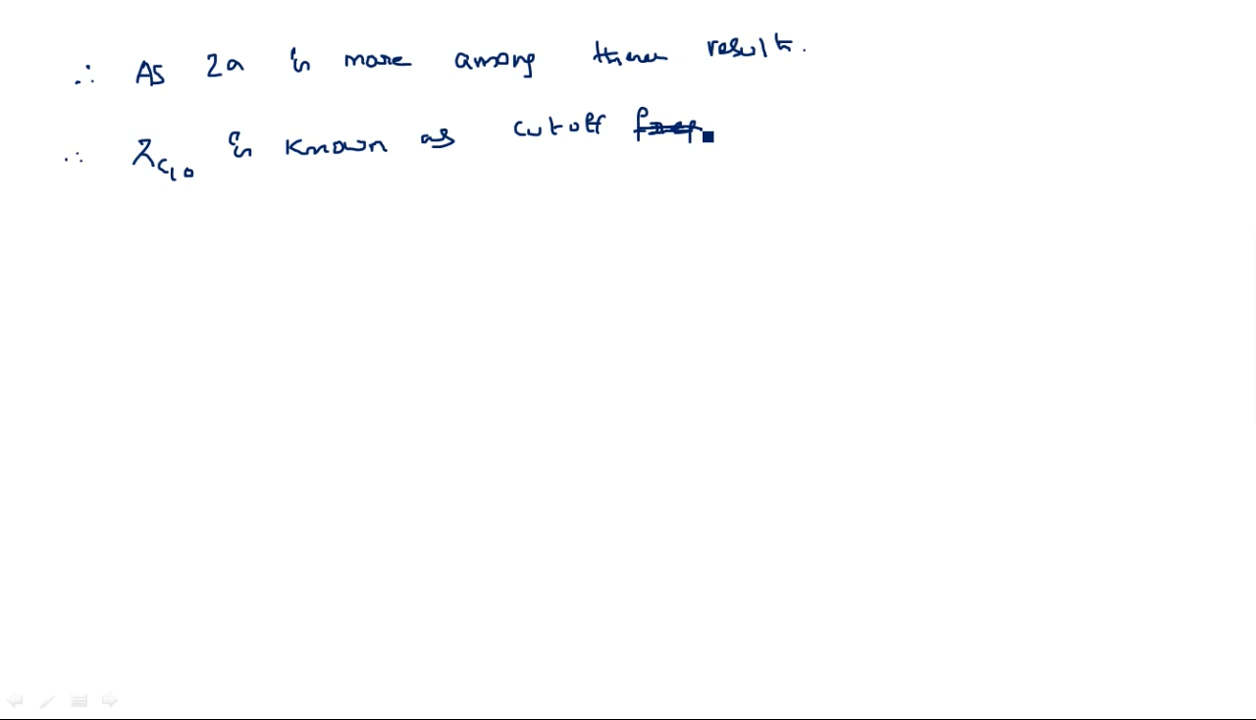 ∴ As 2a is more among these result.
∴ λc10 is known as cutoff